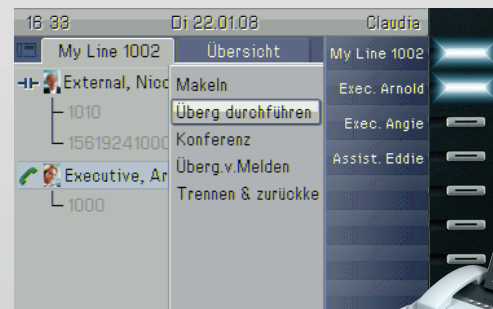 16 33 Di 22.01.08 Claudia
My Line 1002 Übersicht My Line 1002
External, Nico Makeln Exec. Arnold
1010 Überg durchführen Exec. Angie
15619241000 Konferenz
Überg.v.Melden Assist. Eddie
Executive, Ar Trennen & zurückke
1000